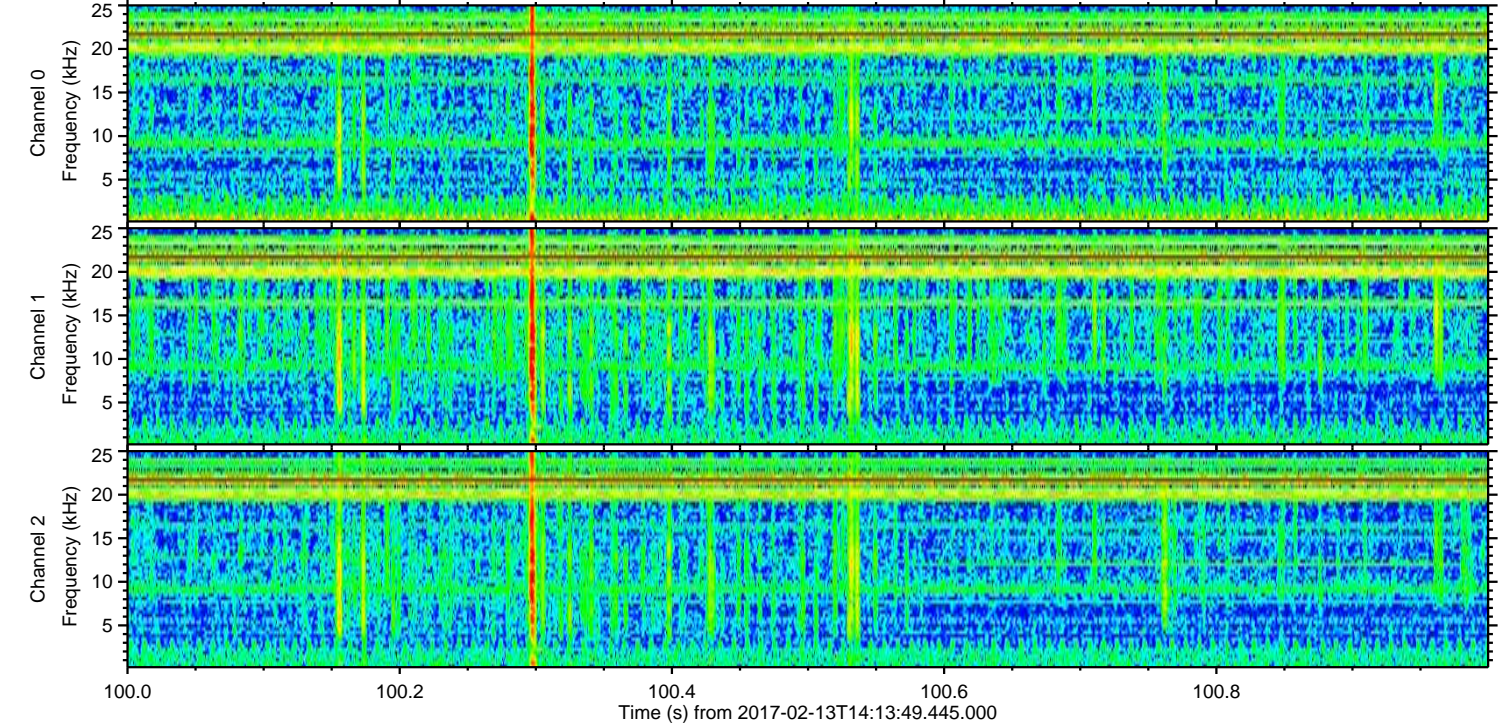 25
20
15
10
5
Channel 0
Frequency (kHz)
25
20
15
10
5
Channel 1
Frequency (kHz)
25
20
15
10
5
Channel 2
Frequency (kHz)
100.0 100.2 100.4 100.6 100.8
Time (s) from 2017-02-13T14:13:49.445.000